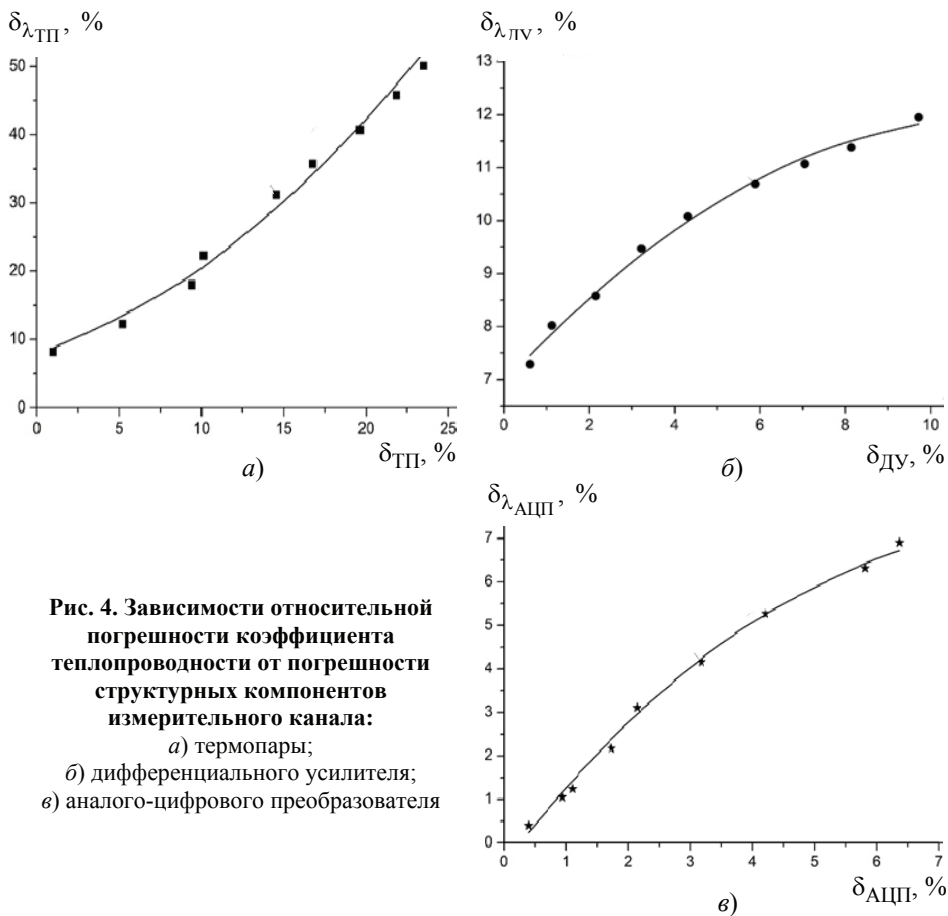 δλТП, %
50
40
30
20
10
0
0 5 10 15 20 25
δТП, %
а)
δλДУ, %
13
12
11
10
9
8
7
0 2 4 6 8 10
δДУ, %
б)
δλАЦП, %
7
6
5
4
3
2
1
0
0 1 2 3 4 5 6 7
δАЦП, %
в)
Рис. 4. Зависимости относительной
погрешности коэффициента
теплопроводности от погрешности
структурных компонентов
измерительного канала:
а) термопары;
б) дифференциального усилителя;
в) аналого-цифрового преобразователя